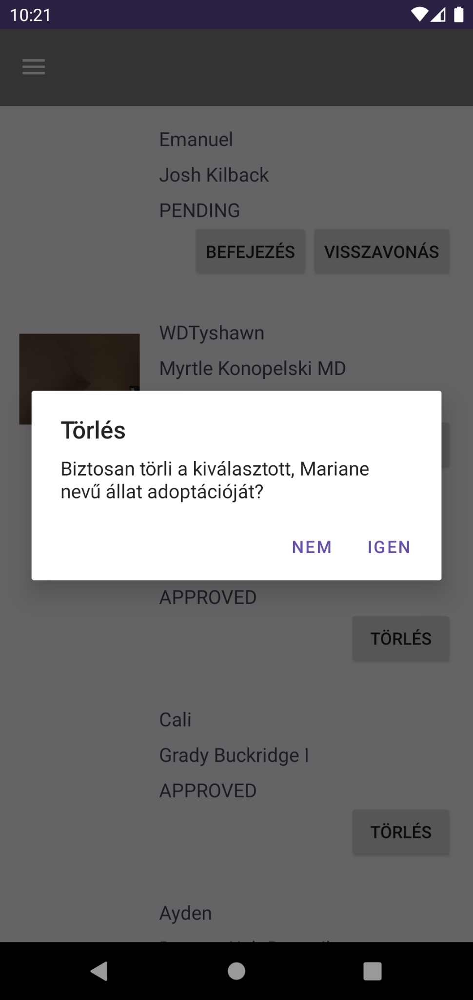 10:21
Emanuel
Josh Kilback
PENDING
BEFEJEZÉS VISSZAVONÁS
WDTyshawn
Myrtle Konopelski MD
Törlés
Biztosan törli a kiválasztott, Mariane
nevű állat adoptációját?
NEM IGEN
APPROVED
TÖRLÉS
Cali
Grady Buckridge I
APPROVED
TÖRLÉS
Ayden